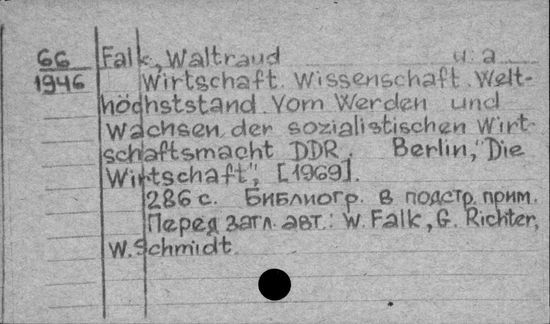 66 Falk, Waltraud u. a
1946 Wirtschaft. Wissenschaft. Welt-
höchststand. Vom Werden und
Wachsen der sozialistischen Wirt-
schaftsmacht DDR. Berlin, "Die
Wirtschaft", [1969].
286 с. Библиогр. в подстр. прим.
Перед загл. авт.: W. Falk, G. Richter,
W. Schmidt